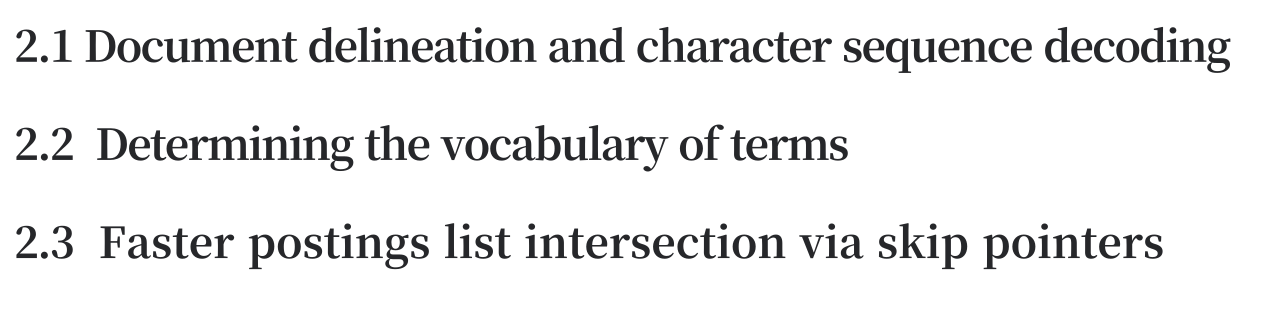 2.1 Document delineation and character sequence decoding
2.2 Determining the vocabulary of terms
2.3 Faster postings list intersection via skip pointers